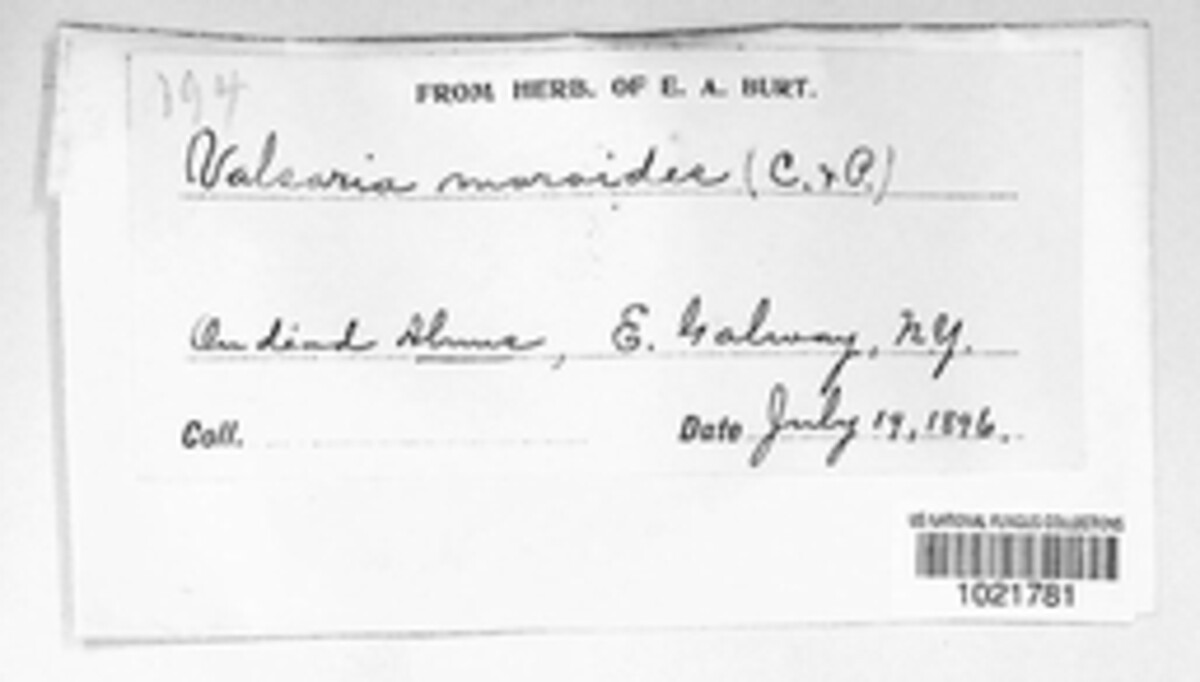 194
FROM HERB. OF E. A. BURT.
Valsaria moroides (C. & P.)
On dead Alnus, E. Galway, N.Y.
Coll.
Date July 19, 1896.
US NATIONAL FUNGUS COLLECTIONS
1021781